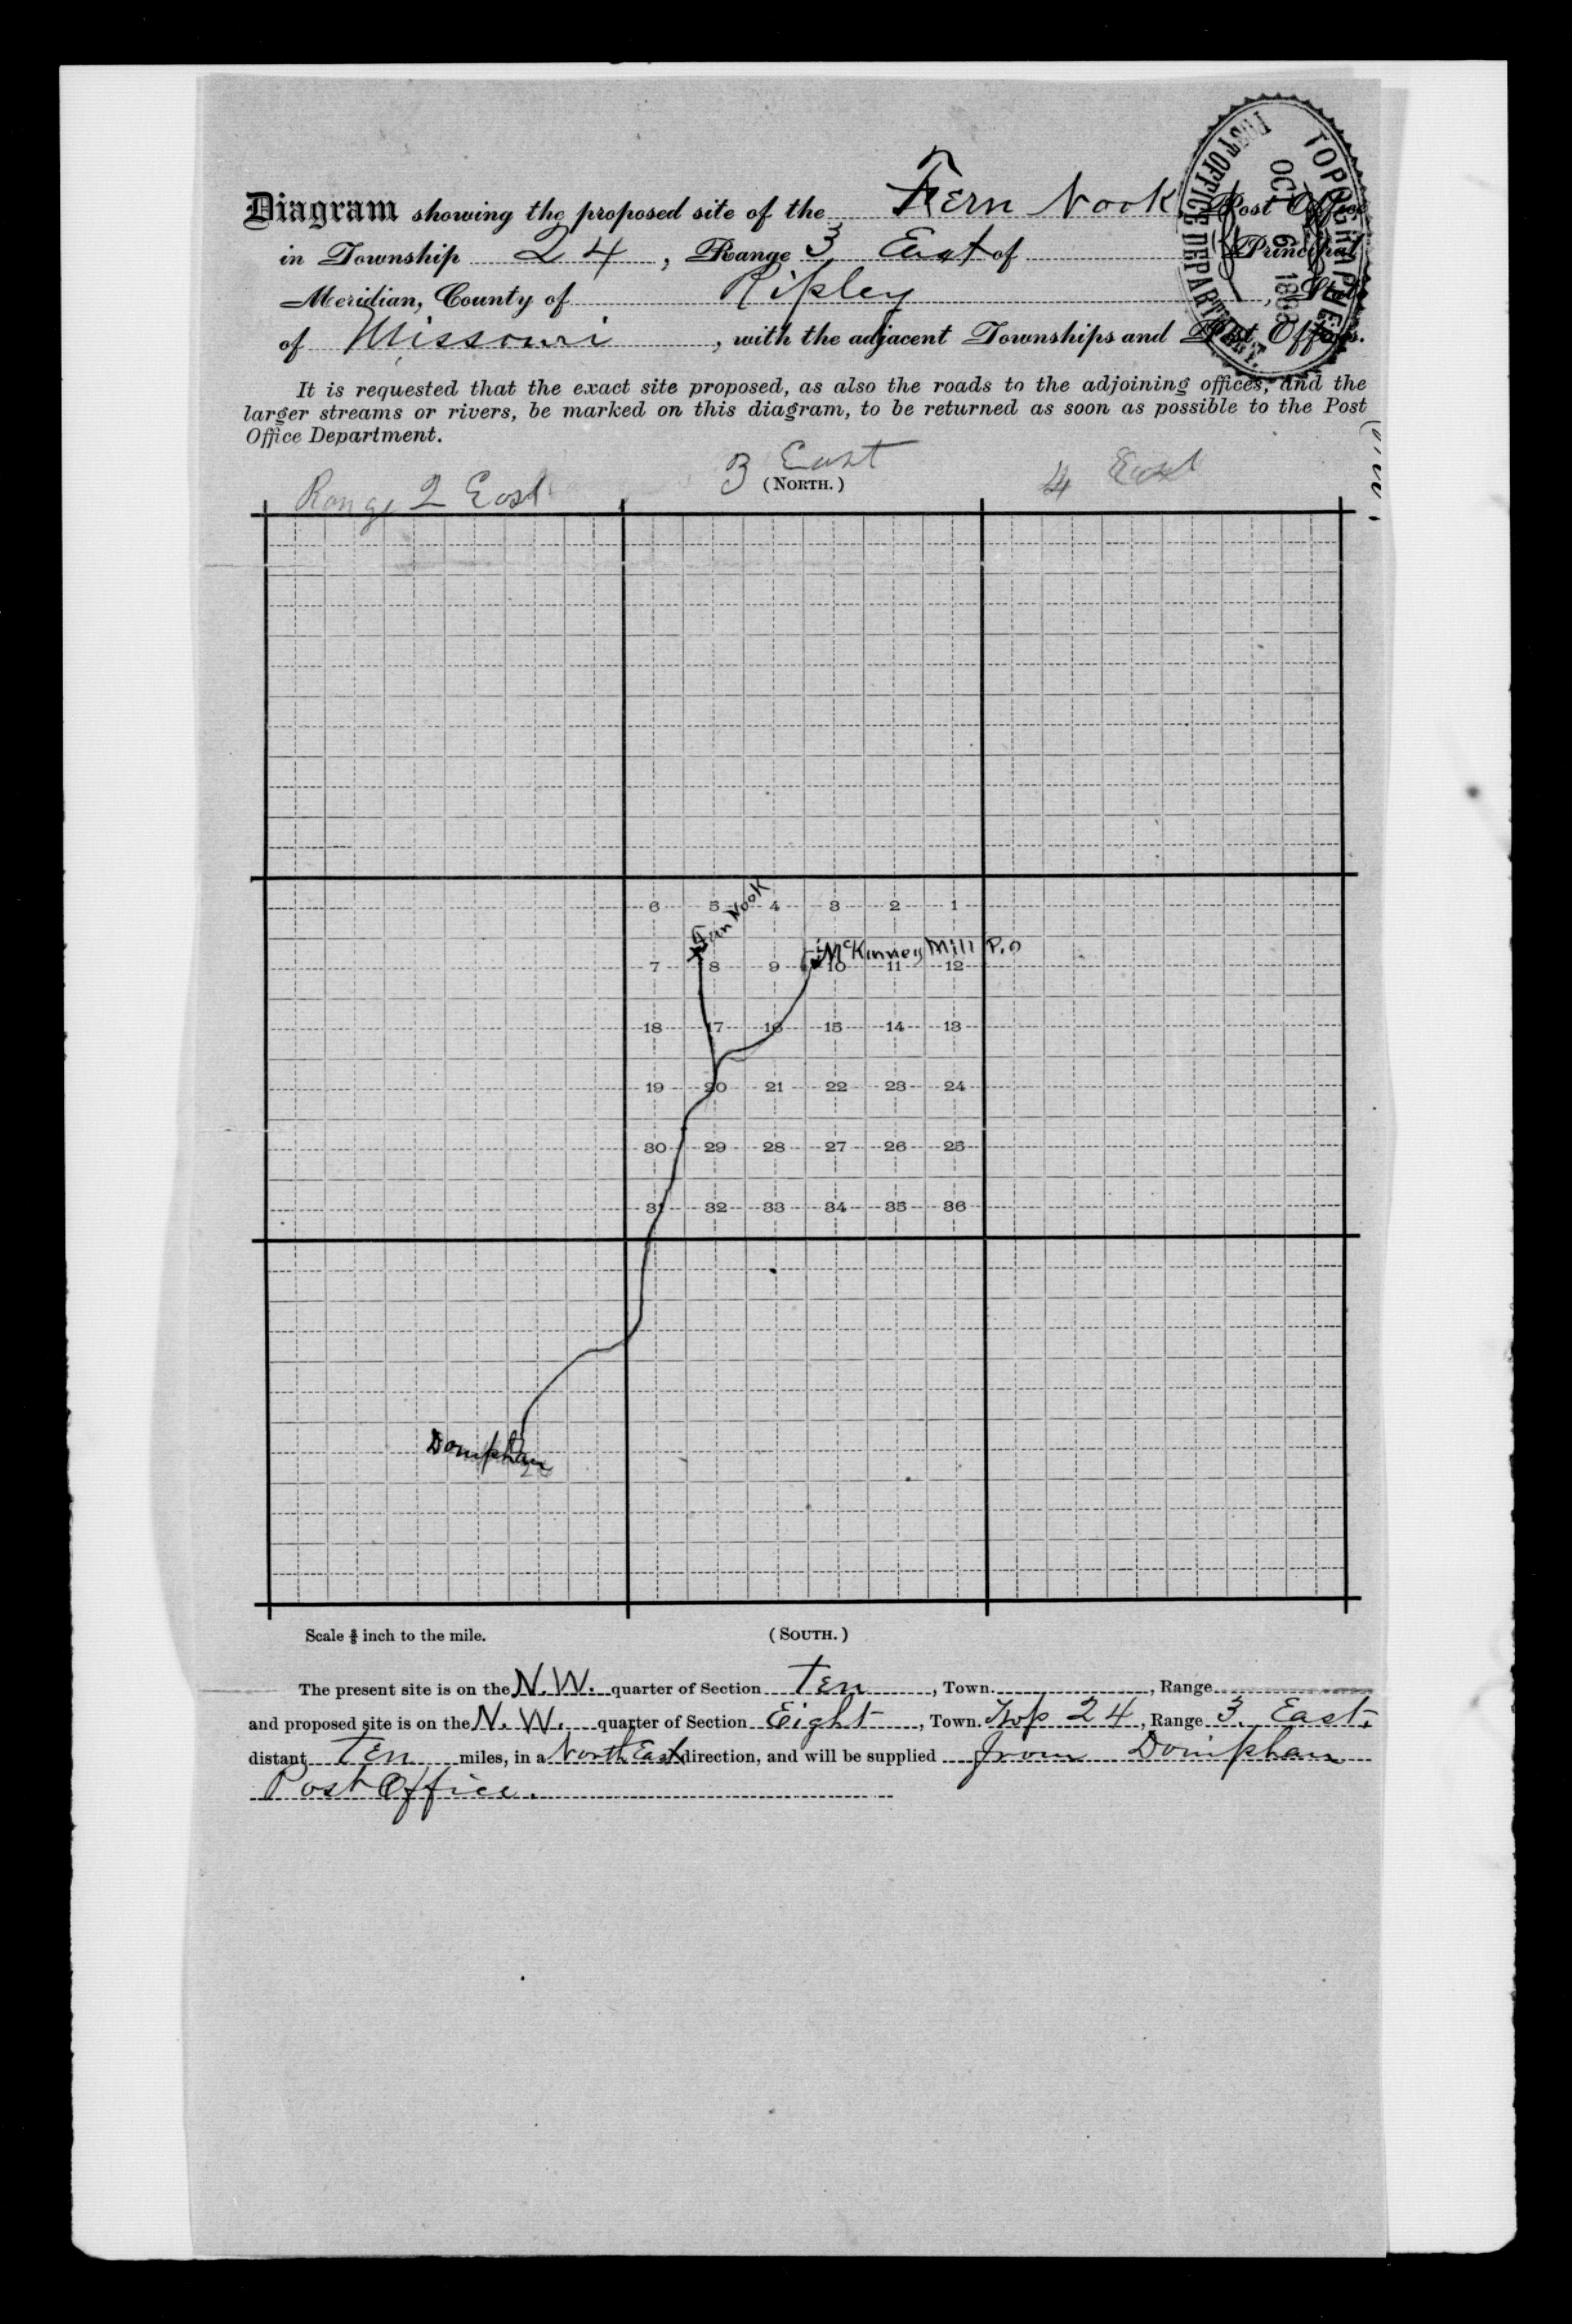 Diagram showing the proposed site of the Fern Nook Post Office
in Township 24, Range 3 East of Principal
Meridian, County of Ripley, State
of Missouri, with the adjacent Townships and Post Offices.
TOPOGRAPHER
OCT 6 1888
POST OFFICE DEPARTMENT
It is requested that the exact site proposed, as also the roads to the adjoining offices, and the
larger streams or rivers, be marked on this diagram, to be returned as soon as possible to the Post
Office Department.
Range 2 East 3 East 4 East
(NORTH.)
6 5 4 3 2 1
Fern Nook
McKinney Mill P.O
7 8 9 10 11 12
18 17 16 15 14 13
19 20 21 22 23 24
30 29 28 27 26 25
31 32 33 34 35 36
Doniphan
Scale ⅜ inch to the mile. (SOUTH.)
The present site is on the N.W. quarter of Section Ten, Town. , Range
and proposed site is on the N.W. quarter of Section Eight, Town. Twp 24, Range 3. East.
distant Ten miles, in a North East direction, and will be supplied from Doniphan
Post Office.